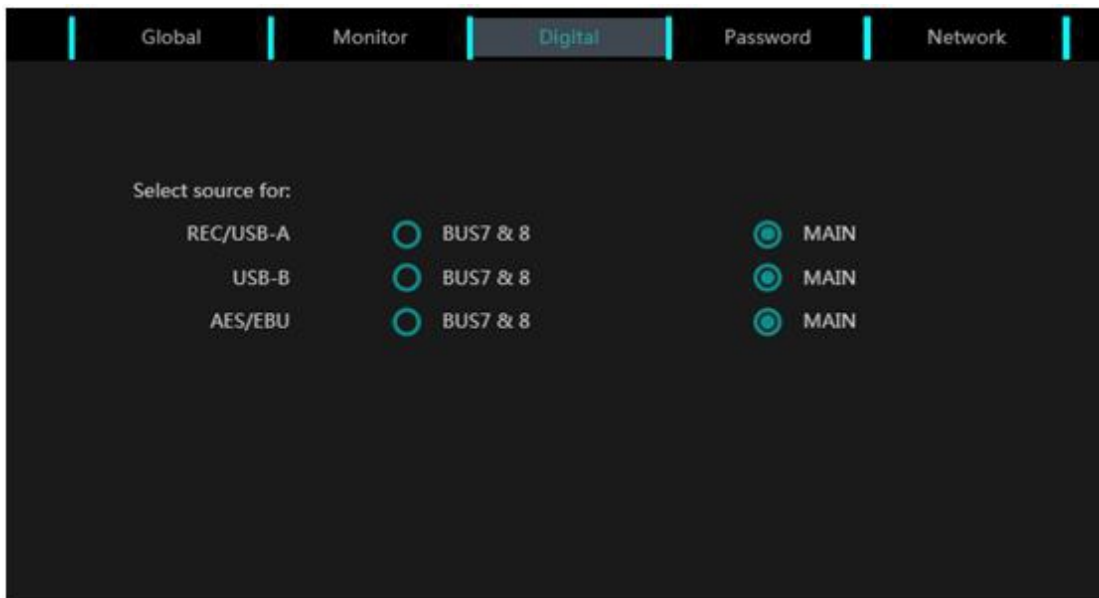 Global Monitor Digital Password Network
Select source for:
REC/USB-A BUS7 & 8 MAIN
USB-B BUS7 & 8 MAIN
AES/EBU BUS7 & 8 MAIN